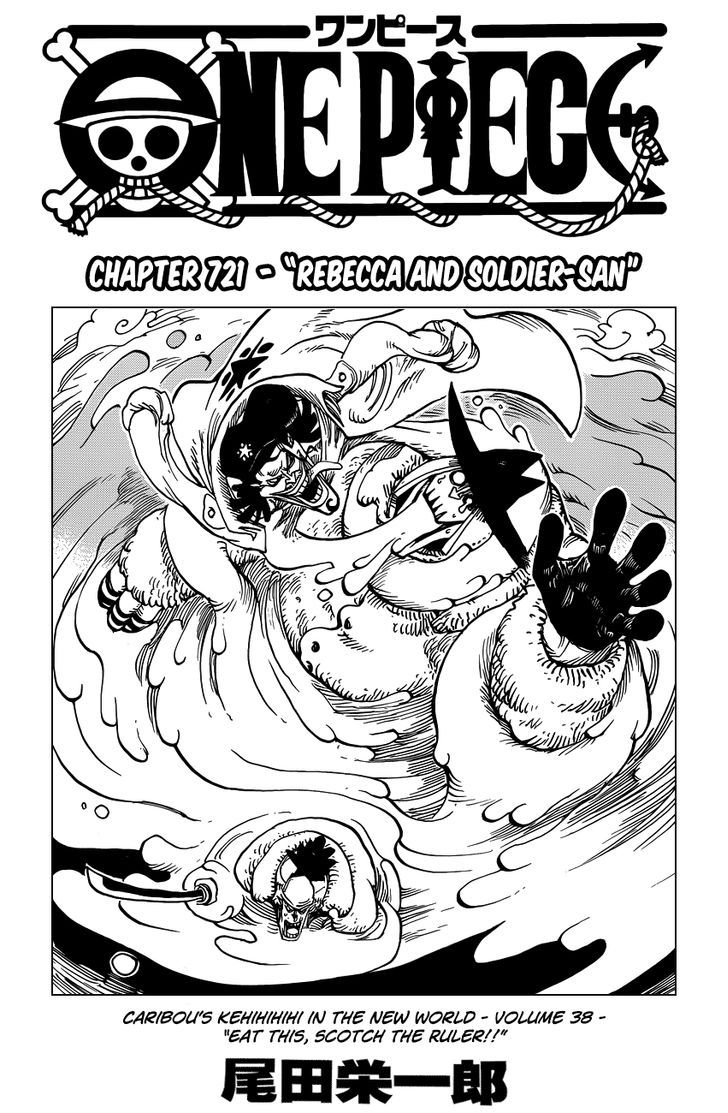 ワンピース
ONE PIECE
CHAPTER 721 - "REBECCA AND SOLDIER-SAN"
CARIBOU'S KEHIHIHIHI IN THE NEW WORLD - VOLUME 38 -
"EAT THIS, SCOTCH THE RULER!!"
尾田栄一郎